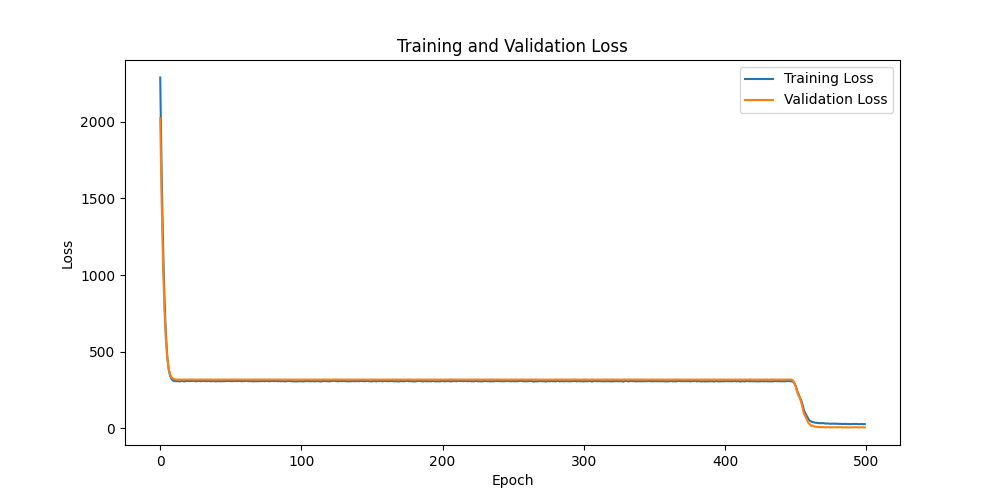 Training and Validation Loss
Training Loss
Validation Loss
2000
1500
1000
500
0
Loss
0 100 200 300 400 500
Epoch